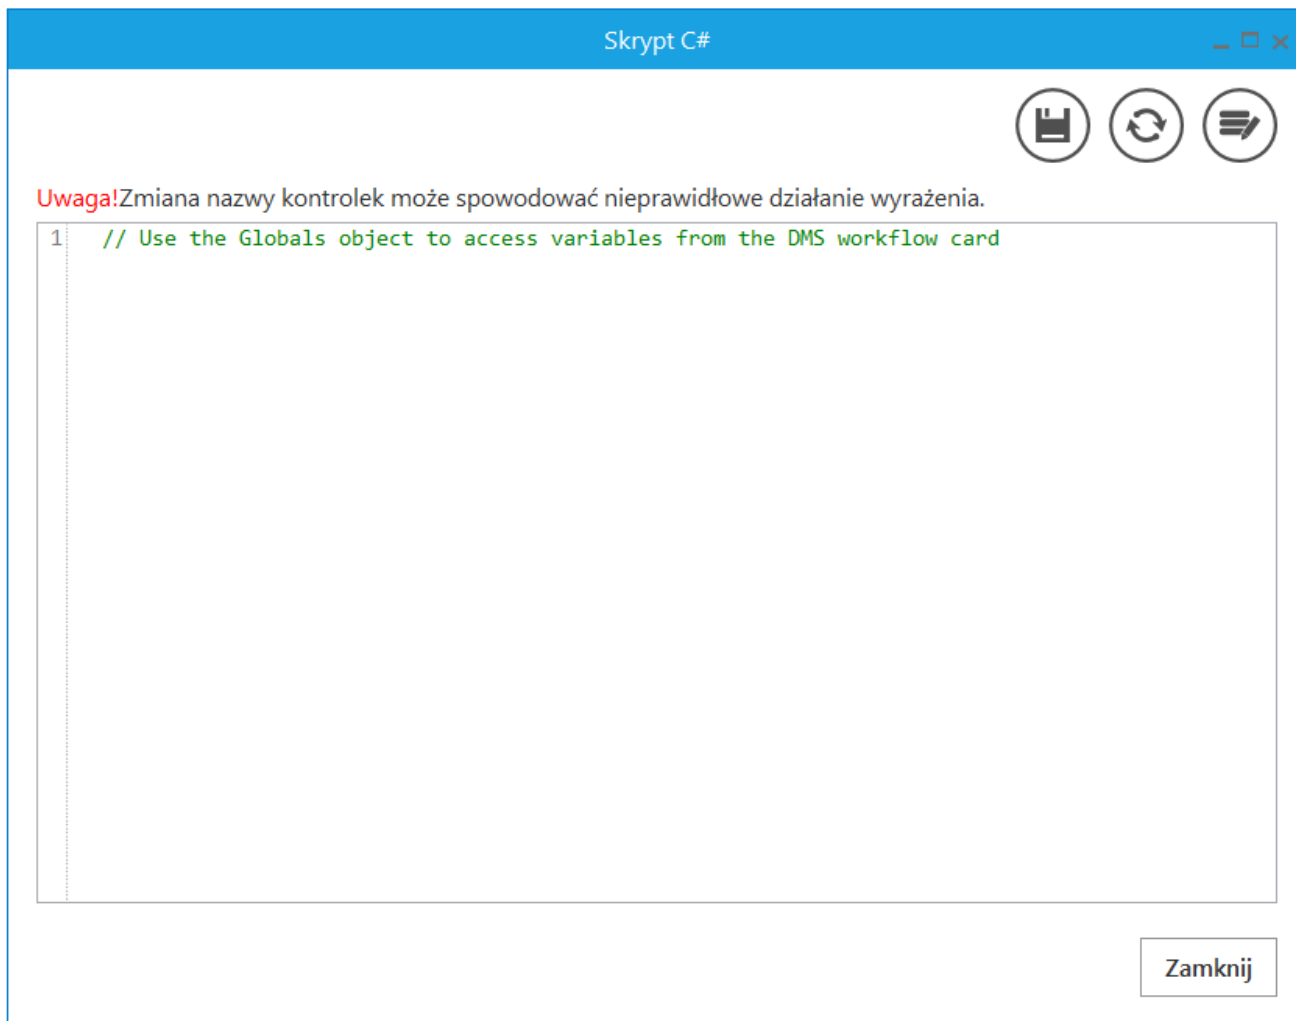 Skrypt C#
Uwaga!Zmiana nazwy kontrolek może spowodować nieprawidłowe działanie wyrażenia.
1 // Use the Globals object to access variables from the DMS workflow card
Zamknij